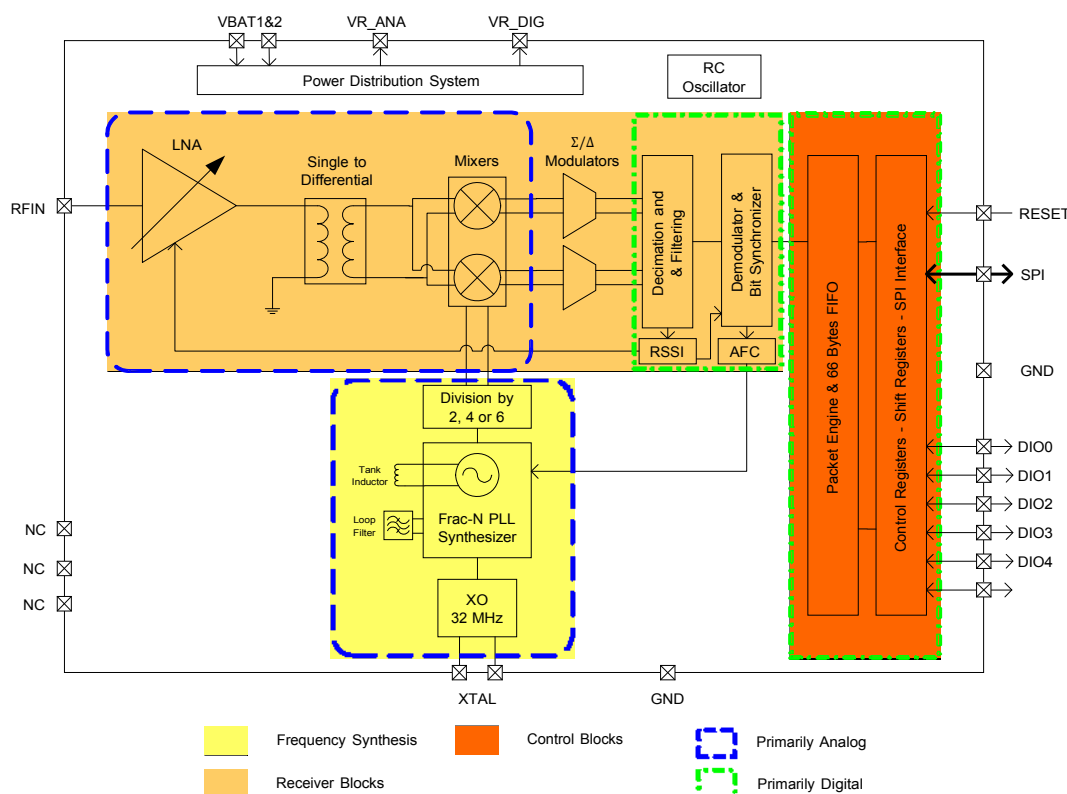 VBAT1&2
VR_ANA
VR_DIG
Power Distribution System
RC
Oscillator
LNA
Single to
Differential
Mixers
Σ/Δ
Modulators
Decimation and
& Filtering
Demodulator &
Bit Synchronizer
RSSI
AFC
Packet Engine & 66 Bytes FIFO
Control Registers - Shift Registers - SPI Interface
RFIN
RESET
SPI
GND
DIO0
DIO1
DIO2
DIO3
DIO4
Division by
2, 4 or 6
Tank
Inductor
Loop
Filter
Frac-N PLL
Synthesizer
XO
32 MHz
NC
NC
NC
XTAL
GND
Frequency Synthesis
Control Blocks
Primarily Analog
Receiver Blocks
Primarily Digital